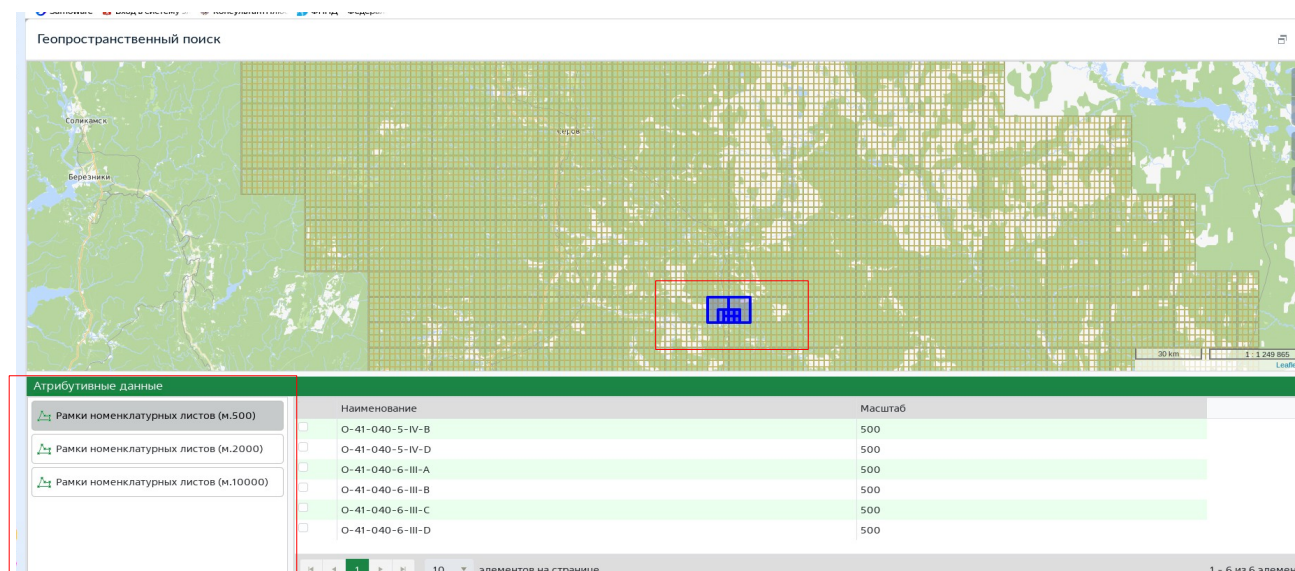 Геопространственный поиск
Соликамск
Березники
30 km
1 : 1 249 865
Атрибутивные данные
Рамки номенклатурных листов (м.500)
Рамки номенклатурных листов (м.2000)
Рамки номенклатурных листов (м.10000)
Наименование Масштаб
О-41-040-5-IV-В 500
О-41-040-5-IV-D 500
О-41-040-6-III-А 500
О-41-040-6-III-В 500
О-41-040-6-III-С 500
О-41-040-6-III-D 500
1 10 элементов на странице
1 - 6 из 6